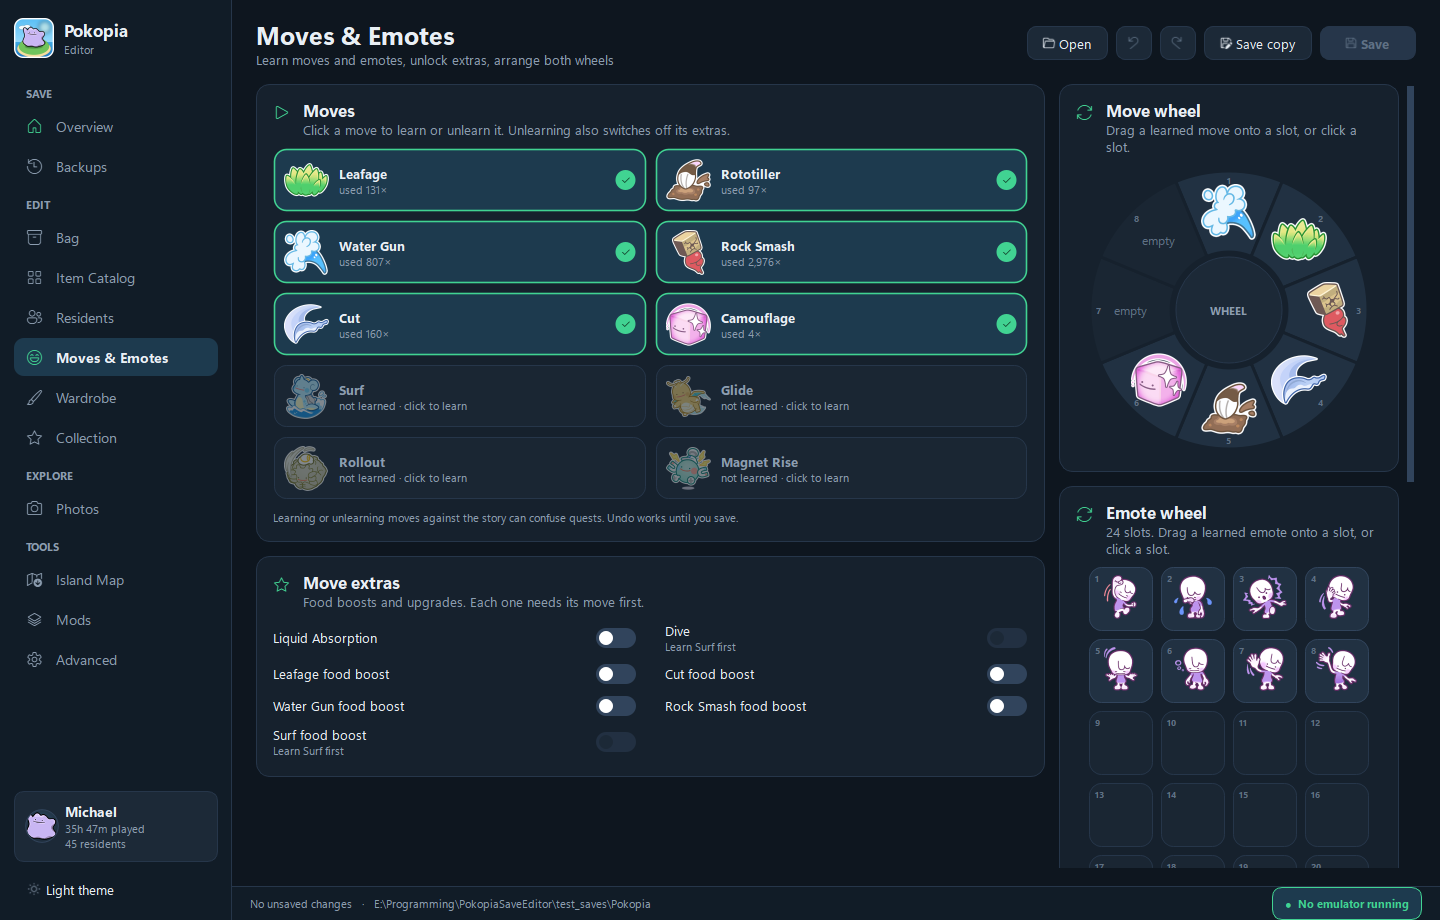 Pokopia
Editor
SAVE
Overview
Backups
EDIT
Bag
Item Catalog
Residents
Moves & Emotes
Wardrobe
Collection
EXPLORE
Photos
TOOLS
Island Map
Mods
Advanced
Michael
35h 47m played
45 residents
Light theme
Moves & Emotes
Learn moves and emotes, unlock extras, arrange both wheels
Open
Save copy
Save
Moves
Click a move to learn or unlearn it. Unlearning also switches off its extras.
Leafage
used 131×
Rototiller
used 97×
Water Gun
used 807×
Rock Smash
used 2,976×
Cut
used 160×
Camouflage
used 4×
Surf
not learned · click to learn
Glide
not learned · click to learn
Rollout
not learned · click to learn
Magnet Rise
not learned · click to learn
Learning or unlearning moves against the story can confuse quests. Undo works until you save.
Move extras
Food boosts and upgrades. Each one needs its move first.
Liquid Absorption
Dive
Learn Surf first
Leafage food boost
Cut food boost
Water Gun food boost
Rock Smash food boost
Surf food boost
Learn Surf first
Move wheel
Drag a learned move onto a slot, or click a
slot.
1
2
3
4
5
6
7
empty
8
empty
WHEEL
Emote wheel
24 slots. Drag a learned emote onto a slot, or
click a slot.
1
2
3
4
5
6
7
8
9
10
11
12
13
14
15
16
17
18
19
20
No unsaved changes · E:\Programming\PokopiaSaveEditor\test_saves\Pokopia
No emulator running